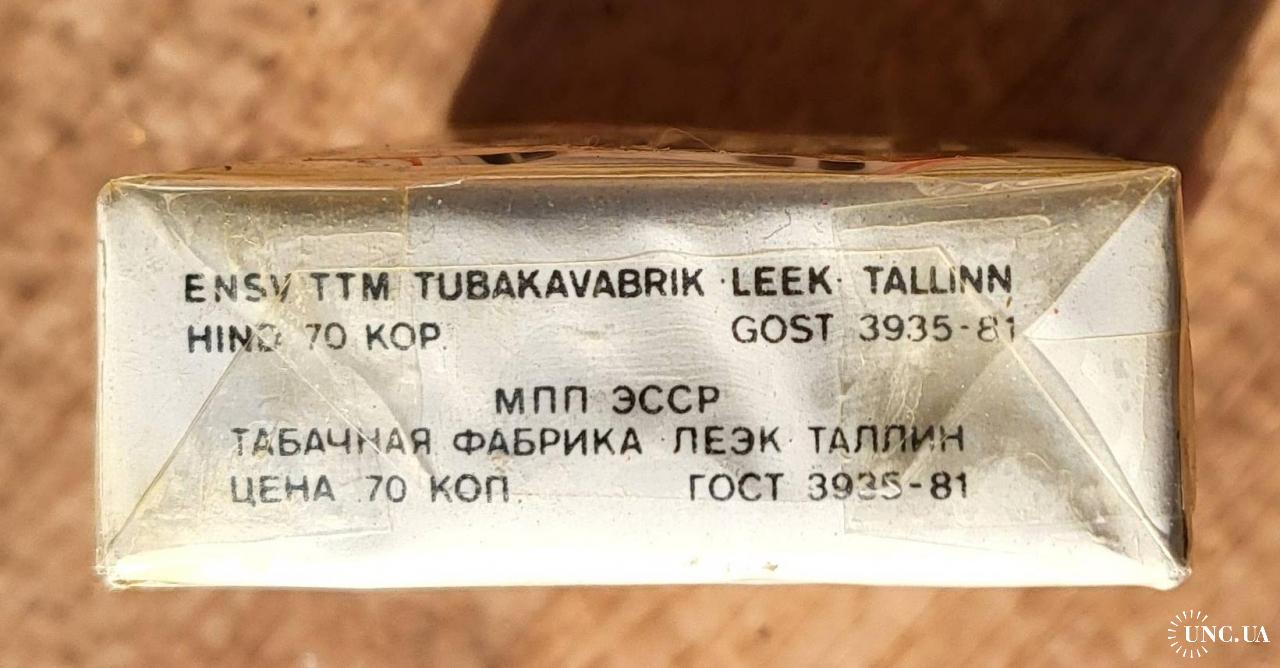 ENSV TTM TUBAKAVABRIK ·LEEK· TALLINN
HIND 70 KOP. GOST 3935-81
МПП ЭССР
ТАБАЧНАЯ ФАБРИКА ·ЛЕЭК· ТАЛЛИН
ЦЕНА 70 КОП. ГОСТ 3935-81
UNC.UA